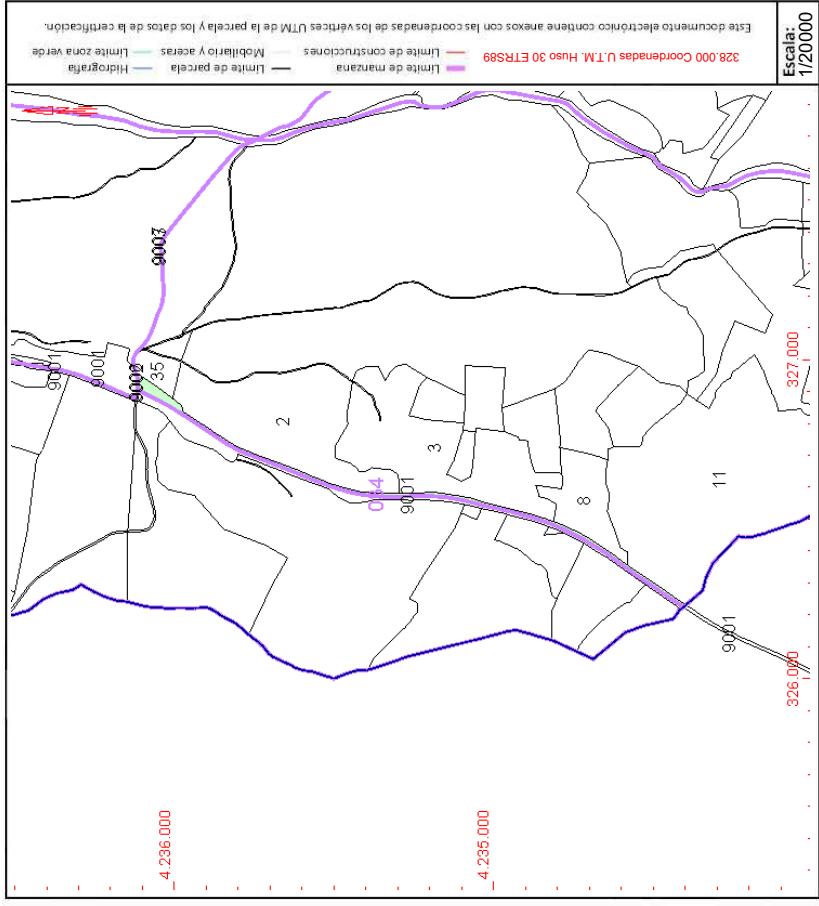 Este documento electrónico contiene anexos con las coordenadas de los vértices UTM de la parcela y los datos de la certificación.
Límite de manzana
Límite de construcciones
Mobiliario y aceras
Límite zona verde
Límite de parcela
Hidrografía
328.000 Coordenadas U.T.M. Huso 30 ETRS89
Escala:
1/20000
9001
9001
9002
35
9003
2
3
0-84
9001
8
11
9001
327.000
326.000
4.236.000
4.235.000